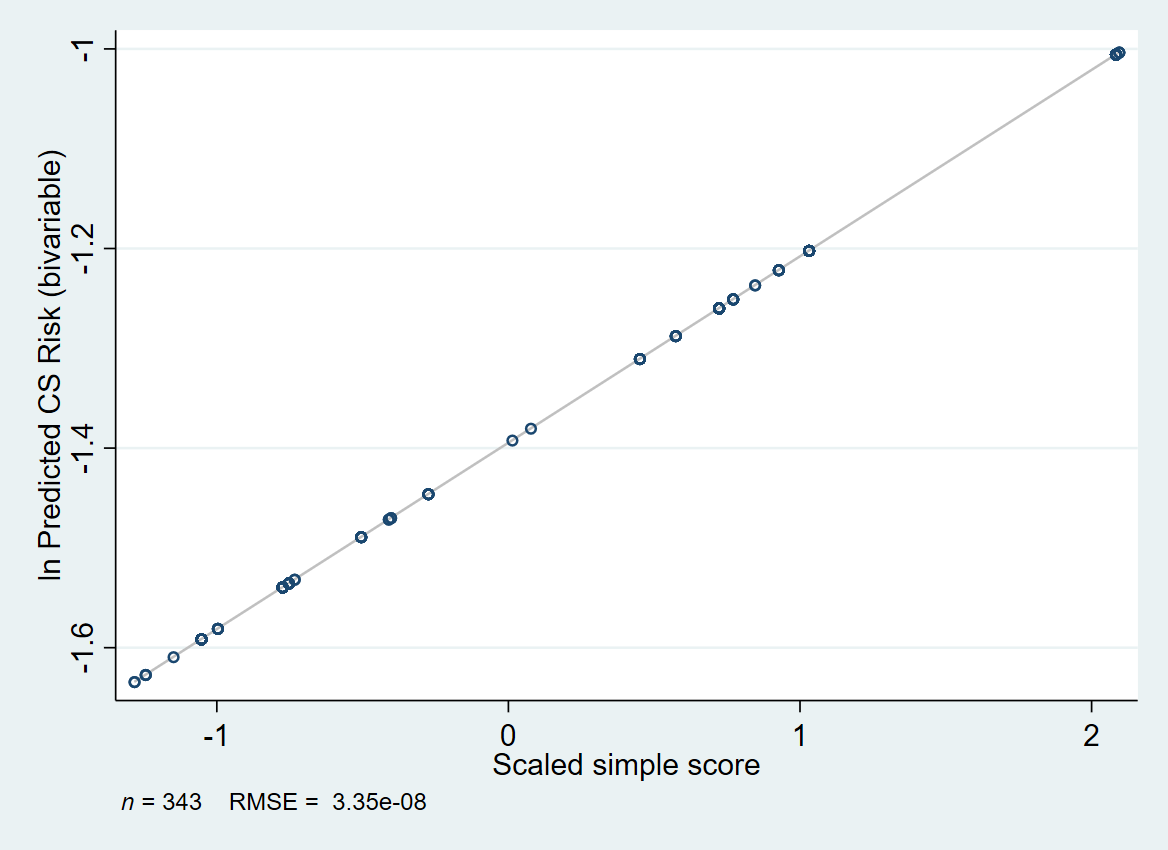 ln Predicted CS Risk (bivariable)
-1
-1.2
-1.4
-1.6
-1
0
1
2
Scaled simple score
n = 343 RMSE = 3.35e-08